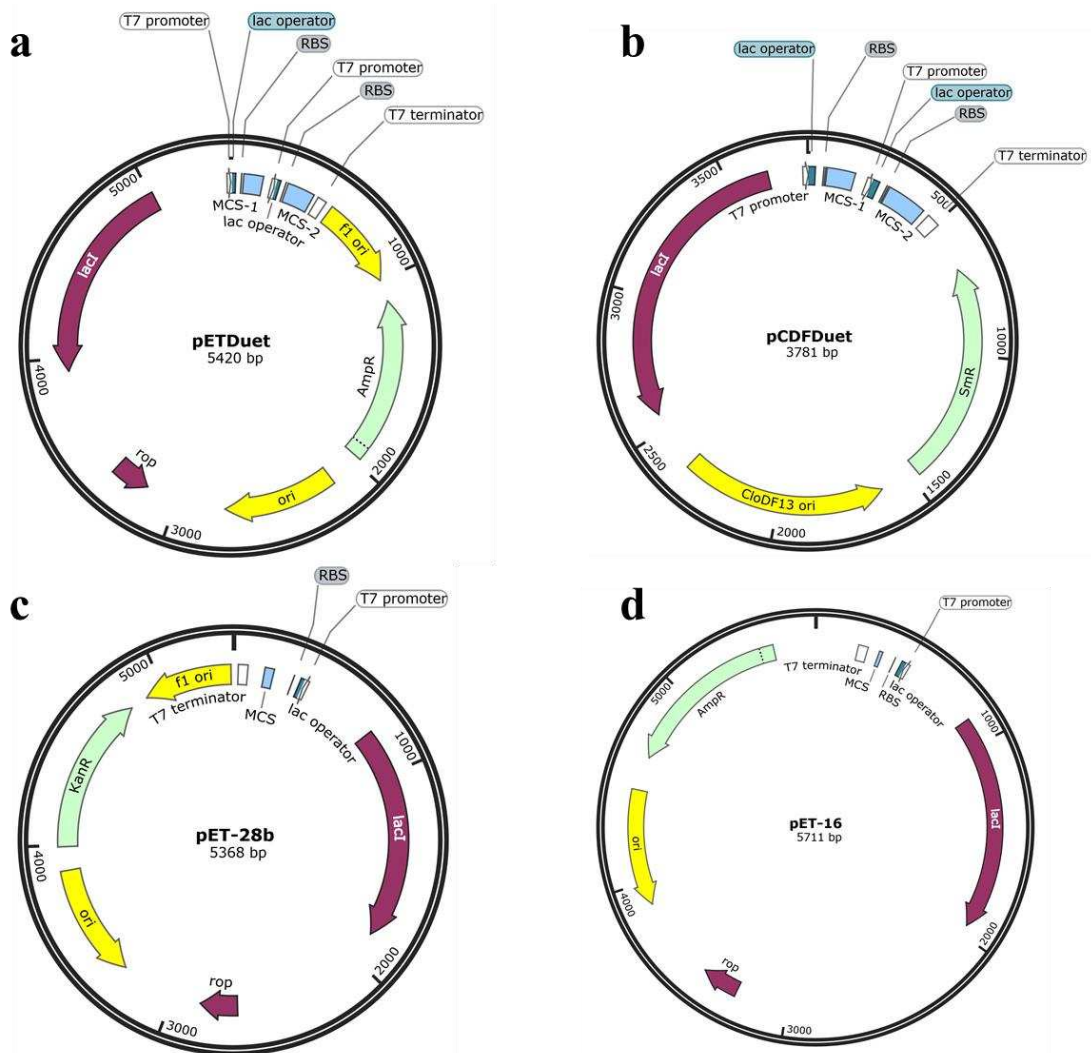 a
T7 promoter
lac operator
RBS
T7 promoter
RBS
T7 terminator
MCS-1
lac operator
MCS-2
f1 ori
1000
AmpR
2000
ori
3000
rop
4000
lacI
5000
pETDuet
5420 bp
b
lac operator
RBS
T7 promoter
lac operator
RBS
T7 terminator
T7 promoter
MCS-1
MCS-2
500
SmR
1000
1500
CloDF13 ori
2000
2500
3000
lacI
3500
pCDFDuet
3781 bp
c
RBS
T7 promoter
f1 ori
T7 terminator
MCS
lac operator
1000
lacI
2000
rop
3000
ori
4000
KanR
5000
pET-28b
5368 bp
d
T7 promoter
T7 terminator
MCS
RBS
lac operator
1000
lacI
2000
rop
3000
4000
ori
AmpR
5000
pET-16
5711 bp